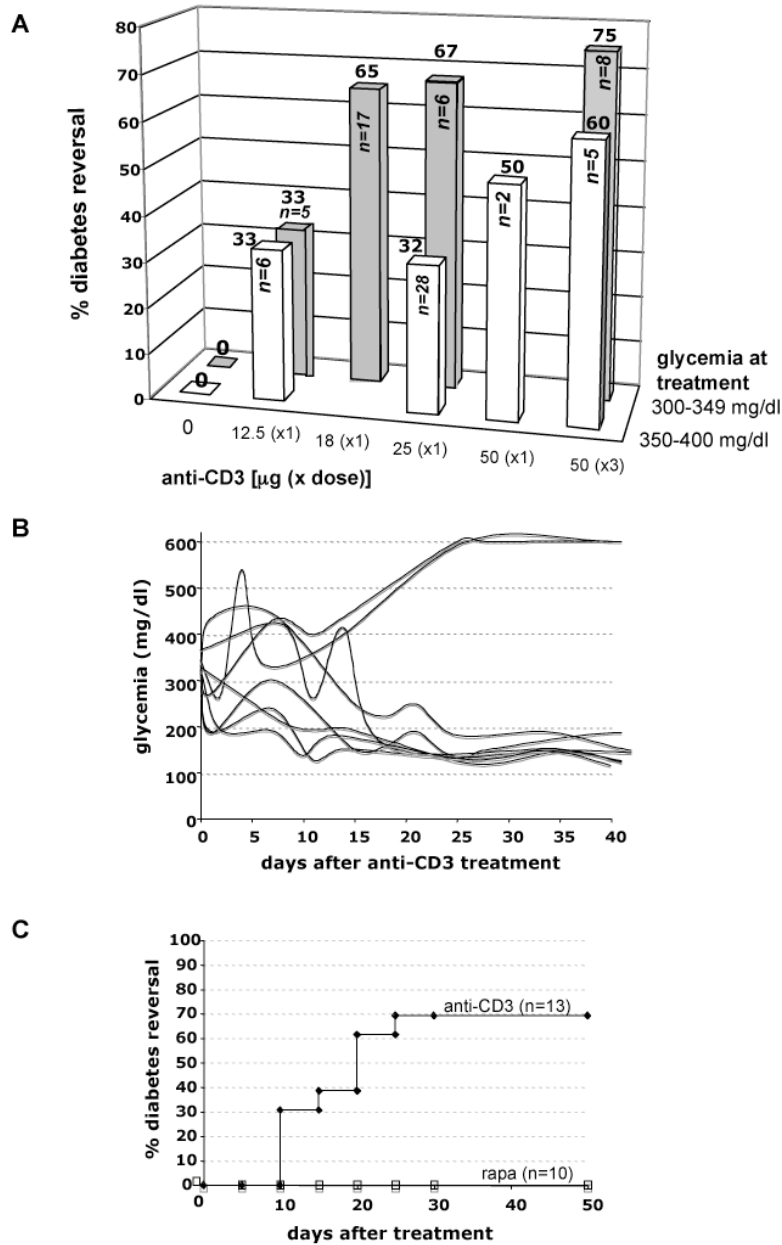 A
% diabetes reversal
80
70
60
50
40
30
20
10
0
0
0
33
n=6
33
n=5
65
n=17
67
n=6
32
n=28
50
n=2
75
n=8
60
n=5
0
12.5 (x1)
18 (x1)
25 (x1)
50 (x1)
50 (x3)
anti-CD3 [µg (x dose)]
glycemia at
treatment
300-349 mg/dl
350-400 mg/dl
B
glycemia (mg/dl)
600
500
400
300
200
100
0
0 5 10 15 20 25 30 35 40
days after anti-CD3 treatment
C
% diabetes reversal
100
90
80
70
60
50
40
30
20
10
0
anti-CD3 (n=13)
rapa (n=10)
0 10 20 30 40 50
days after treatment